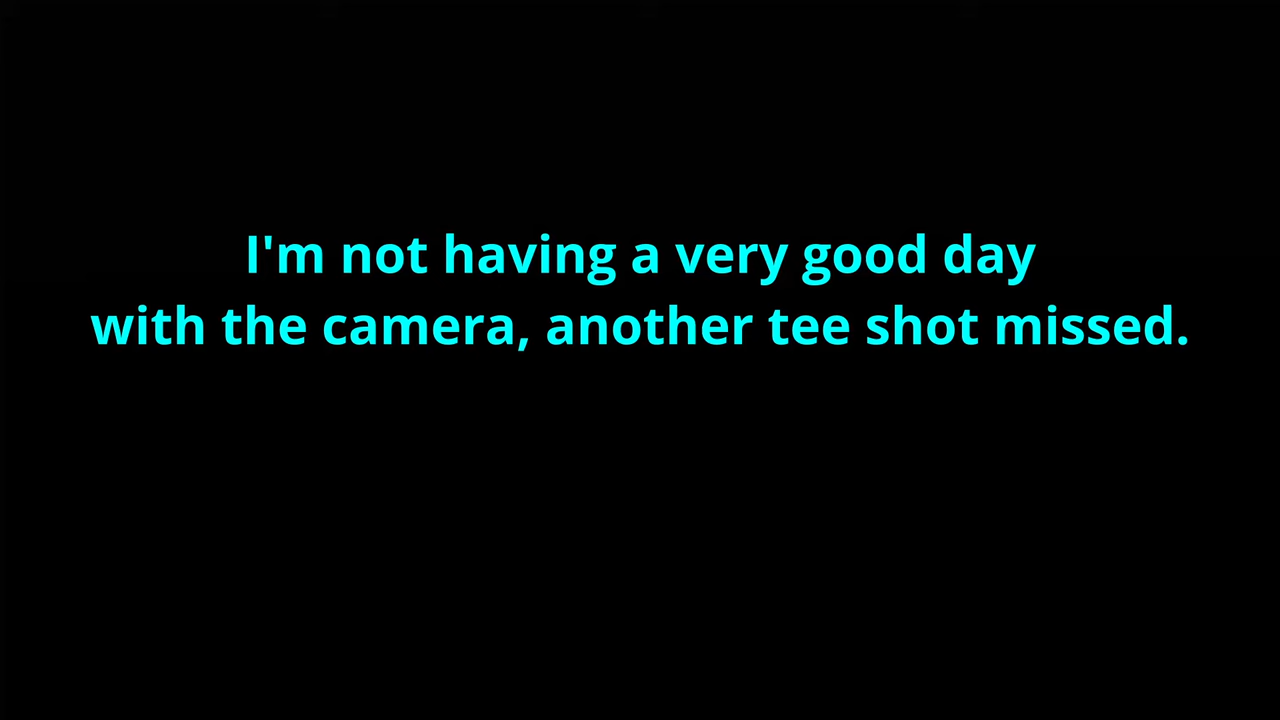 I'm not having a very good day
with the camera, another tee shot missed.